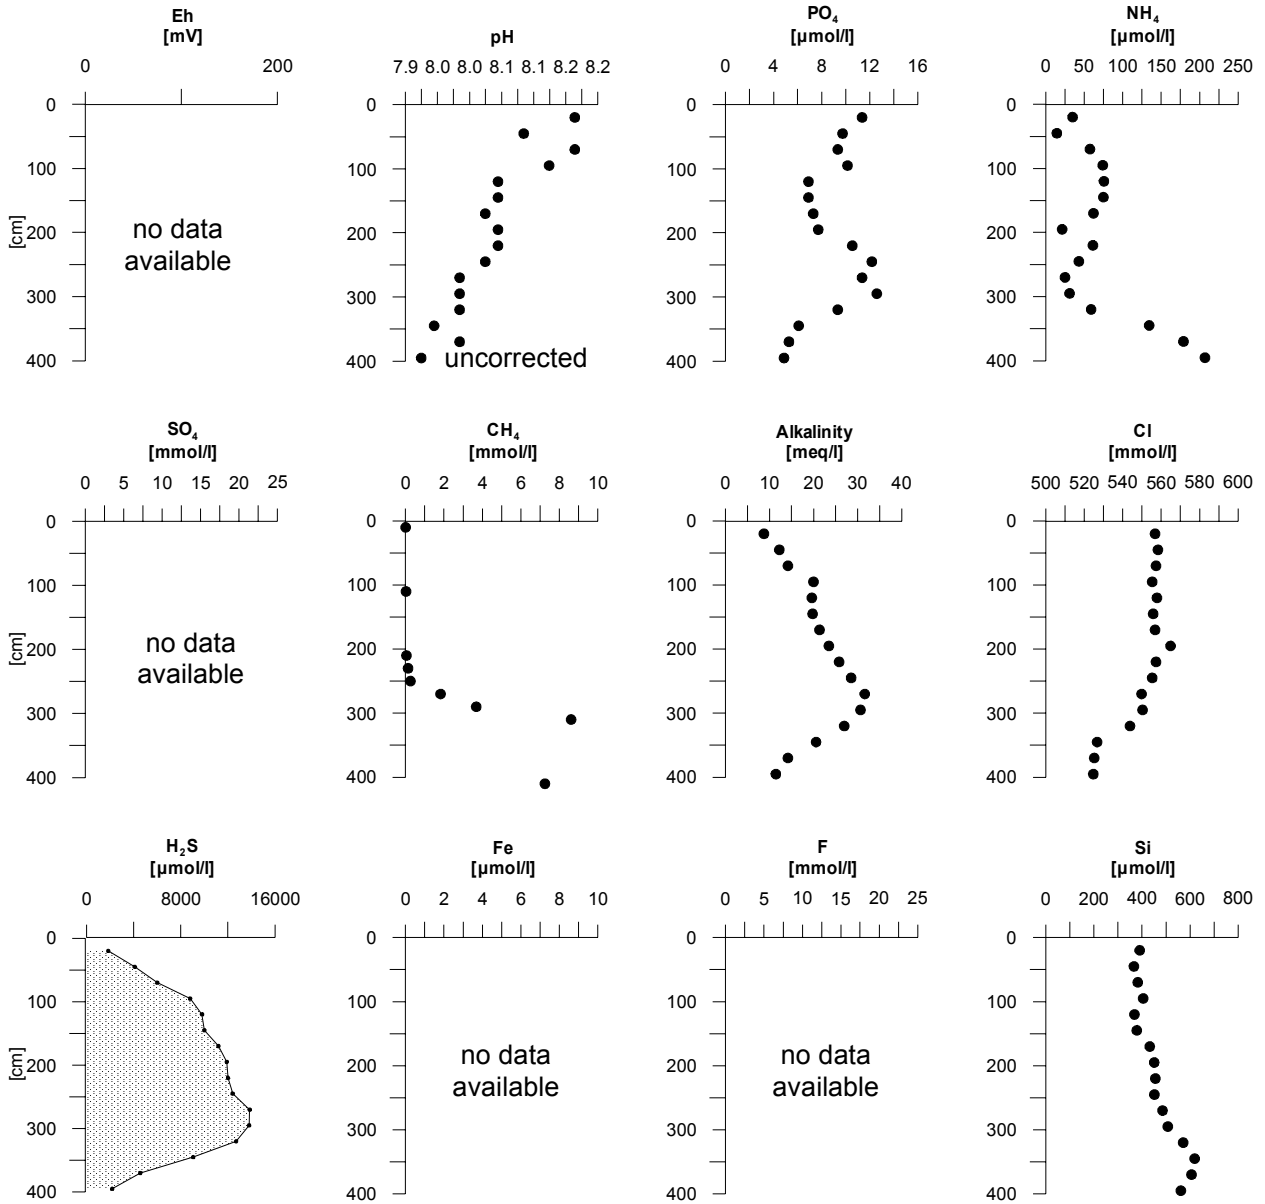 Eh
[mV]
0 200
0
100
200
300
400
[cm]
no data
available
pH
7.9 8.0 8.0 8.1 8.1 8.2 8.2
0
100
200
300
400
uncorrected
PO₄
[µmol/l]
0 4 8 12 16
0
100
200
300
400
NH₄
[µmol/l]
0 50 100 150 200 250
0
100
200
300
400
SO₄
[mmol/l]
0 5 10 15 20 25
0
100
200
300
400
[cm]
no data
available
CH₄
[mmol/l]
0 2 4 6 8 10
0
100
200
300
400
Alkalinity
[meq/l]
0 10 20 30 40
0
100
200
300
400
Cl
[mmol/l]
500 520 540 560 580 600
0
100
200
300
400
H₂S
[µmol/l]
0 8000 16000
0
100
200
300
400
[cm]
Fe
[µmol/l]
0 2 4 6 8 10
0
100
200
300
400
no data
available
F
[mmol/l]
0 5 10 15 20 25
0
100
200
300
400
no data
available
Si
[µmol/l]
0 200 400 600 800
0
100
200
300
400